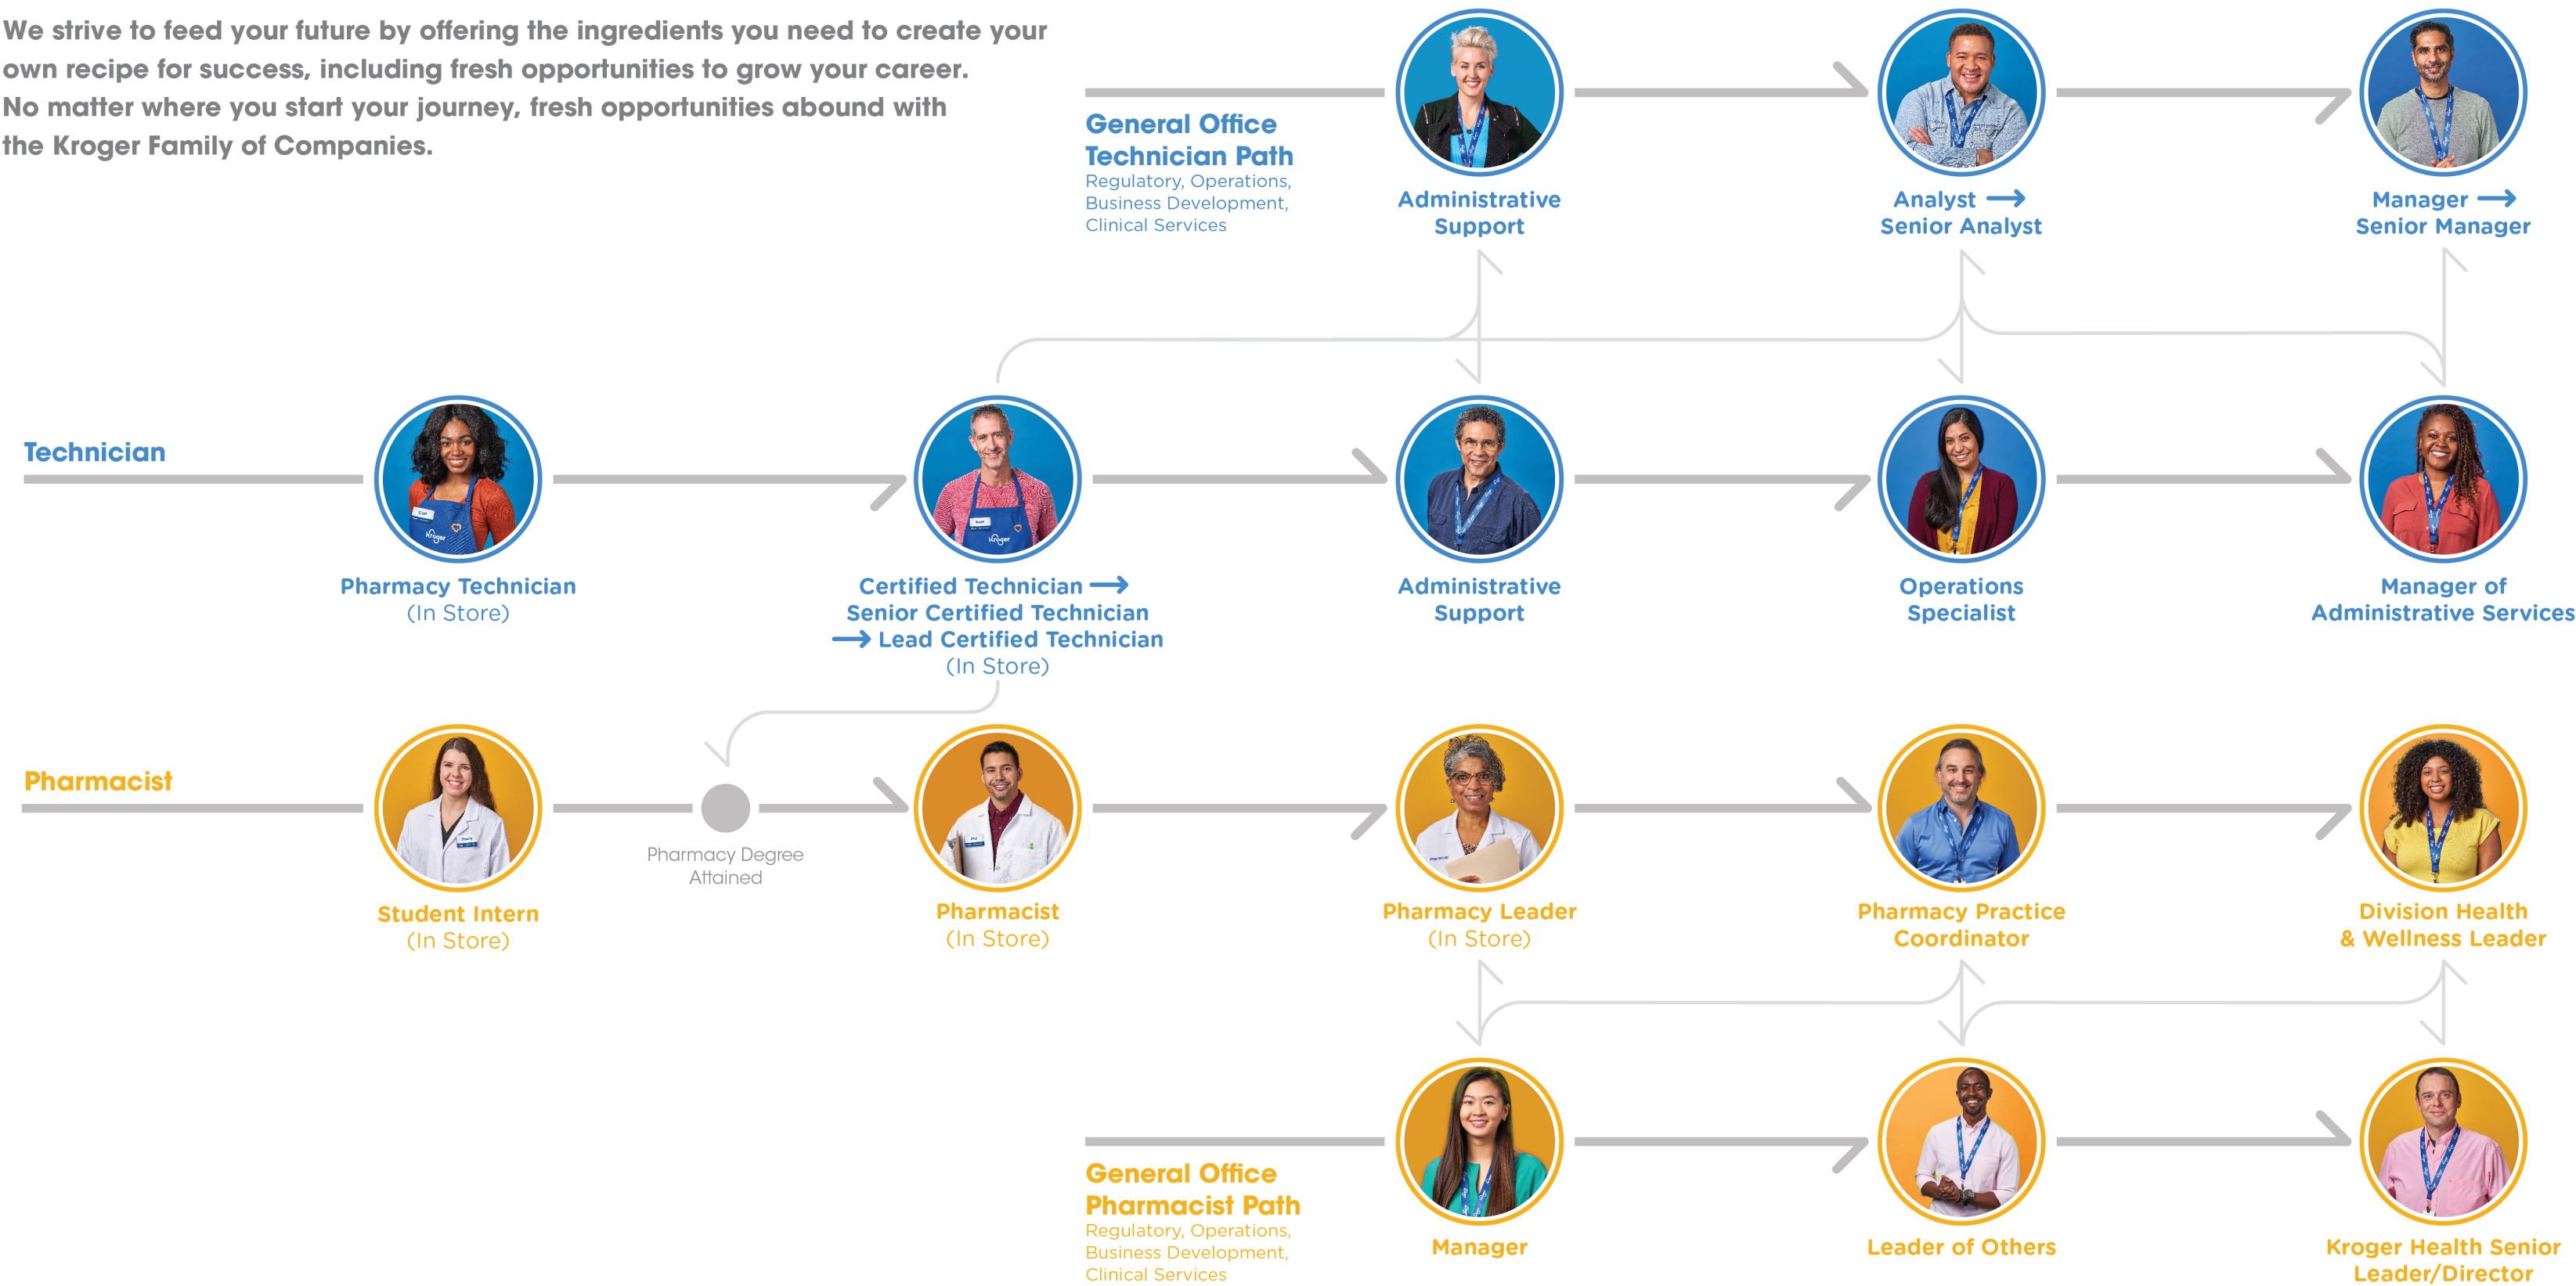 We strive to feed your future by offering the ingredients you need to create your
own recipe for success, including fresh opportunities to grow your career.
No matter where you start your journey, fresh opportunities abound with
the Kroger Family of Companies.
General Office
Technician Path
Regulatory, Operations,
Business Development,
Clinical Services
Administrative
Support
Analyst →
Senior Analyst
Manager →
Senior Manager
Technician
Kroger
Kroger
Pharmacy Technician
(In Store)
Certified Technician →
Senior Certified Technician
→ Lead Certified Technician
(In Store)
Administrative
Support
Operations
Specialist
Manager of
Administrative Services
Pharmacist
Pharmacy Degree
Attained
Student Intern
(In Store)
Pharmacist
(In Store)
Pharmacy Leader
(In Store)
Pharmacy Practice
Coordinator
Division Health
& Wellness Leader
General Office
Pharmacist Path
Regulatory, Operations,
Business Development,
Clinical Services
Manager
Leader of Others
Kroger Health Senior
Leader/Director